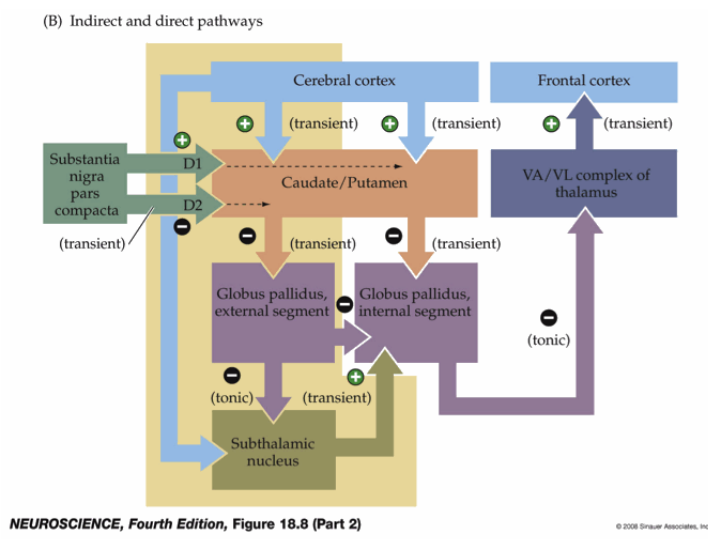 (B) Indirect and direct pathways
Cerebral cortex
Frontal cortex
+
(transient)
+
(transient)
+
(transient)
+
Substantia
nigra
pars
compacta
D1
D2
Caudate/Putamen
VA/VL complex of
thalamus
−
(transient)
−
(transient)
−
(transient)
Globus pallidus,
external segment
−
Globus pallidus,
internal segment
−
(tonic)
−
(tonic)
+
(transient)
Subthalamic
nucleus
NEUROSCIENCE, Fourth Edition, Figure 18.8 (Part 2)
© 2008 Sinauer Associates, Inc